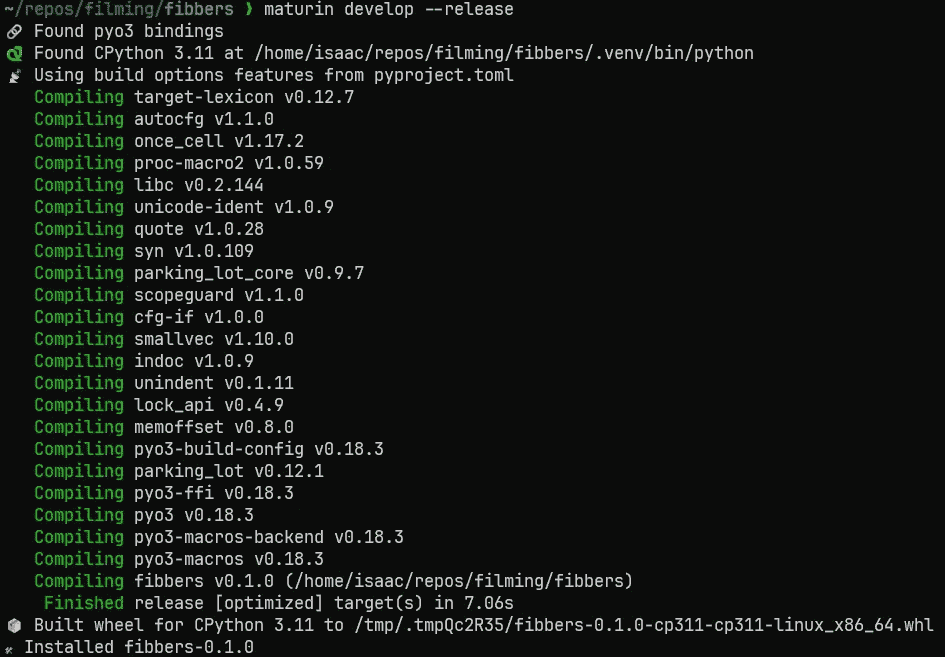 ~/repos/filming/fibbers ❯ maturin develop --release
🔗 Found pyo3 bindings
🐍 Found CPython 3.11 at /home/isaac/repos/filming/fibbers/.venv/bin/python
📡 Using build options features from pyproject.toml
Compiling target-lexicon v0.12.7
Compiling autocfg v1.1.0
Compiling once_cell v1.17.2
Compiling proc-macro2 v1.0.59
Compiling libc v0.2.144
Compiling unicode-ident v1.0.9
Compiling quote v1.0.28
Compiling syn v1.0.109
Compiling parking_lot_core v0.9.7
Compiling scopeguard v1.1.0
Compiling cfg-if v1.0.0
Compiling smallvec v1.10.0
Compiling indoc v1.0.9
Compiling unindent v0.1.11
Compiling lock_api v0.4.9
Compiling memoffset v0.8.0
Compiling pyo3-build-config v0.18.3
Compiling parking_lot v0.12.1
Compiling pyo3-ffi v0.18.3
Compiling pyo3 v0.18.3
Compiling pyo3-macros-backend v0.18.3
Compiling pyo3-macros v0.18.3
Compiling fibbers v0.1.0 (/home/isaac/repos/filming/fibbers)
Finished release [optimized] target(s) in 7.06s
📦 Built wheel for CPython 3.11 to /tmp/.tmpQc2R35/fibbers-0.1.0-cp311-cp311-linux_x86_64.whl
🛠 Installed fibbers-0.1.0